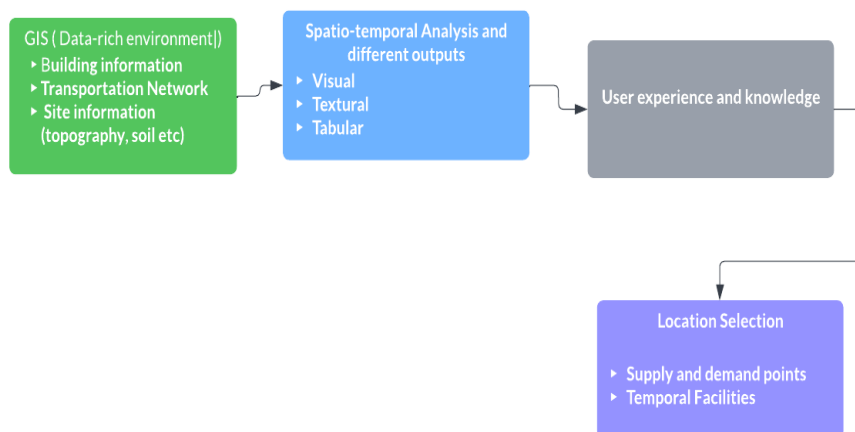 GIS ( Data-rich environment|)
‣ Building information
‣ Transportation Network
‣ Site information
(topography, soil etc)
Spatio-temporal Analysis and
different outputs
‣ Visual
‣ Textural
‣ Tabular
User experience and knowledge
Location Selection
‣ Supply and demand points
‣ Temporal Facilities